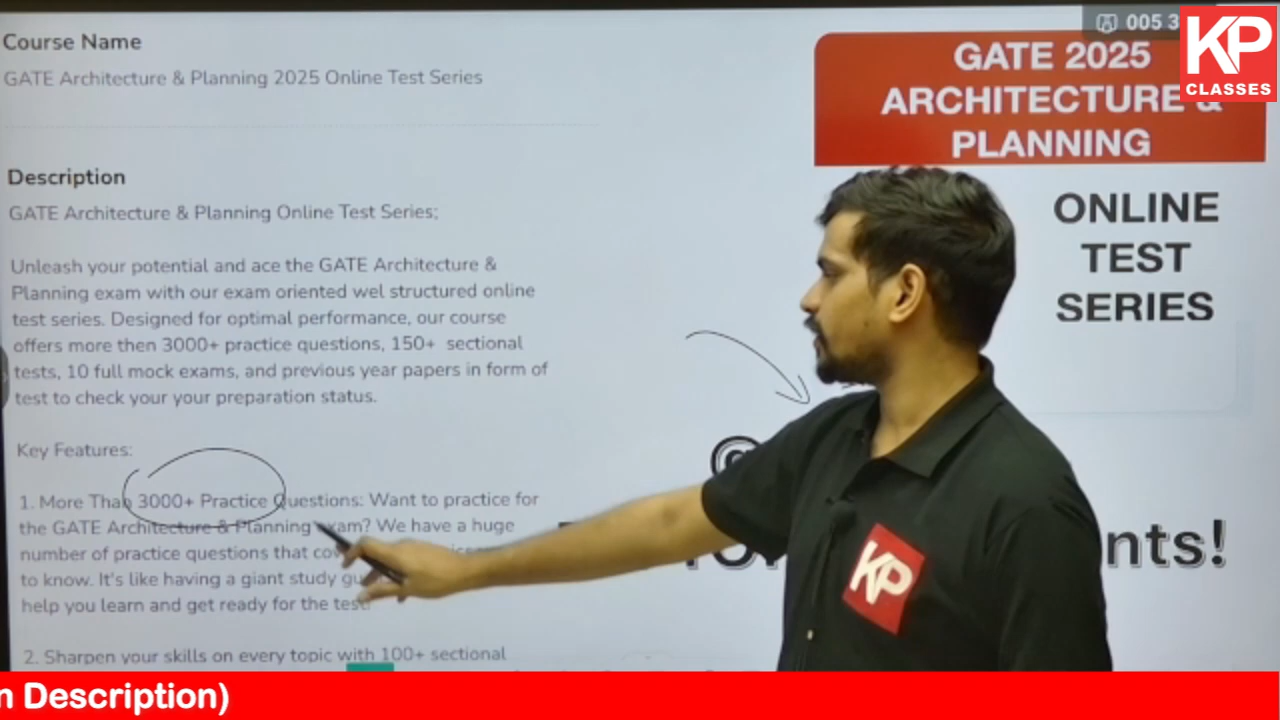 Course Name
GATE Architecture & Planning 2025 Online Test Series
Description
GATE Architecture & Planning Online Test Series;
Unleash your potential and ace the GATE Architecture &
Planning exam with our exam oriented wel structured online
test series. Designed for optimal performance, our course
offers more then 3000+ practice questions, 150+ sectional
tests, 10 full mock exams, and previous year papers in form of
test to check your your preparation status.
Key Features:
1. More Than 3000+ Practice Questions: Want to practice for
the GATE Architecture & Planning exam? We have a huge
number of practice questions that
to know. It's like having a giant study
help you learn and get ready for the test
2. Sharpen your skills on every topic with 100+ sectional
005 3
KP
CLASSES
GATE 2025
ARCHITECTURE &
PLANNING
ONLINE
TEST
SERIES
nts!
KP
n Description)